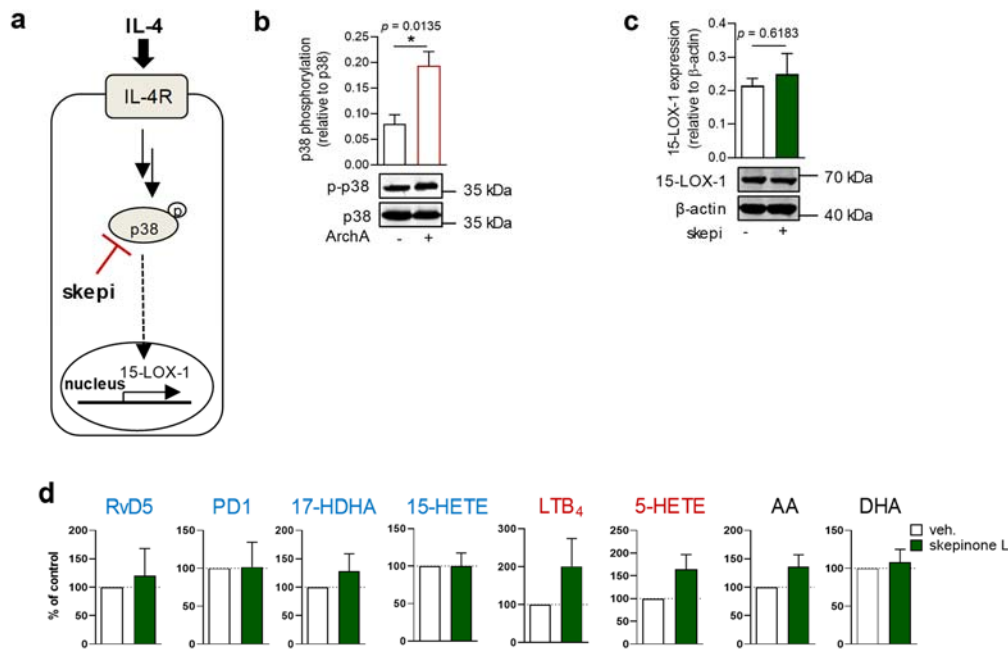 a
IL-4
IL-4R
p
p38
skepi
15-LOX-1
nucleus
b
p = 0.0135
*
p38 phosphorylation
(relative to p38)
0.25
0.20
0.15
0.10
0.05
0.00
p-p38
35 kDa
p38
35 kDa
ArchA - +
c
p = 0.6183
15-LOX-1 expression
(relative to β-actin)
0.4
0.3
0.2
0.1
0.0
15-LOX-1
70 kDa
β-actin
40 kDa
skepi - +
d
RvD5
PD1
17-HDHA
15-HETE
LTB4
5-HETE
AA
DHA
% of control
200
150
100
50
0
150
100
50
0
200
150
100
50
0
150
100
50
0
300
200
100
0
250
200
150
100
50
0
200
150
100
50
0
150
100
50
0
veh.
skepinone L